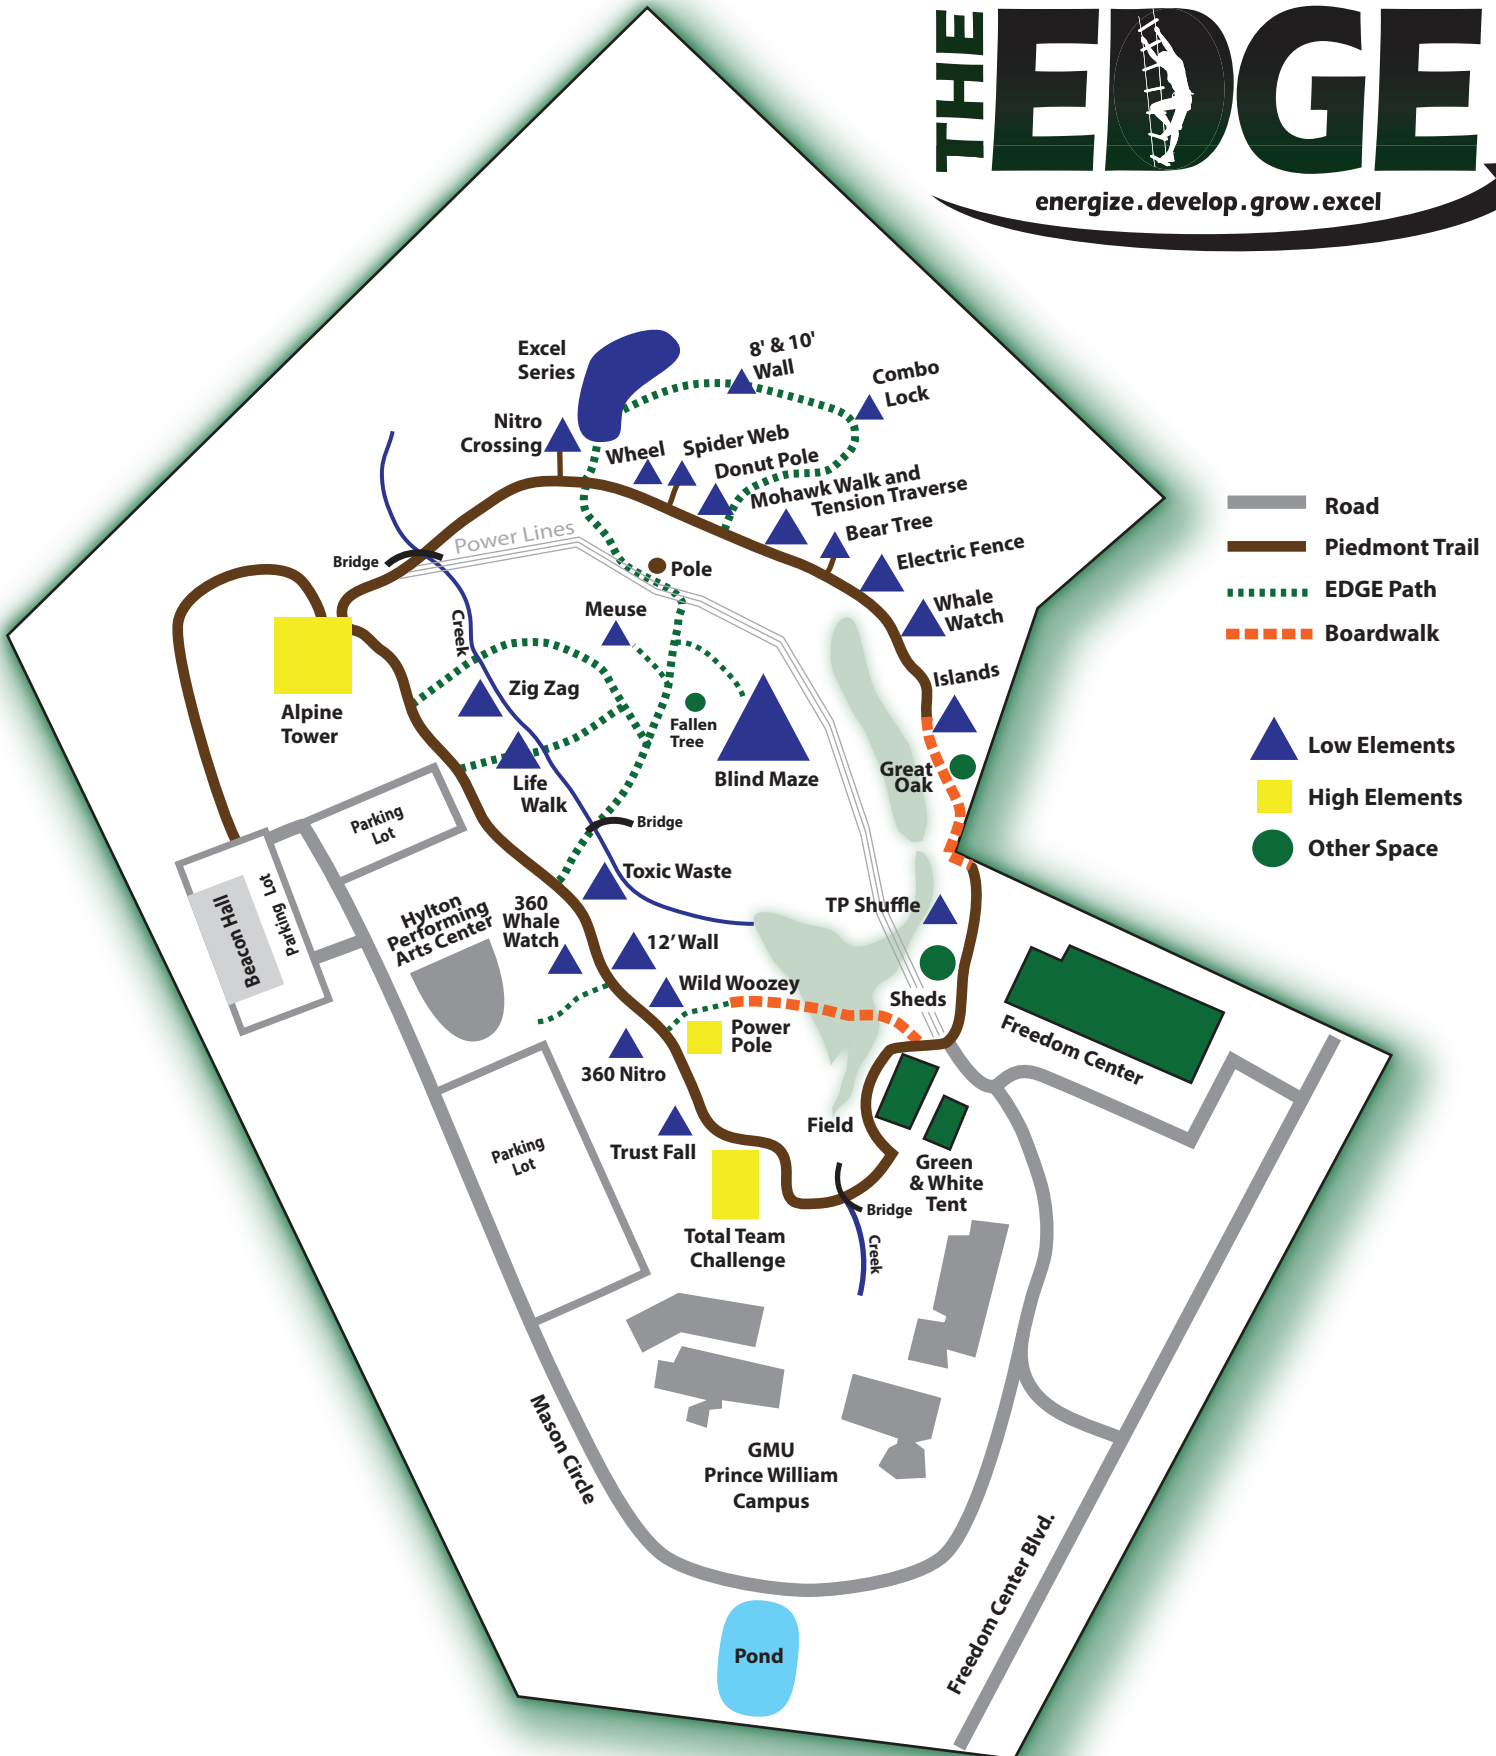 THE EDGE
energize.develop.grow.excel
Excel
Series
8' & 10'
Wall
Combo
Lock
Nitro
Crossing
Wheel
Spider Web
Donut Pole
Mohawk Walk and
Tension Traverse
Bear Tree
Electric Fence
Whale
Watch
Islands
Great
Oak
Power Lines
Bridge
Pole
Meuse
Creek
Zig Zag
Fallen
Tree
Blind Maze
Life
Walk
Bridge
Alpine
Tower
Parking
Lot
Parking Lot
Beacon Hall
Hylton
Performing
Arts Center
Toxic Waste
360
Whale
Watch
12' Wall
Wild Woozey
Power
Pole
360 Nitro
Trust Fall
Total Team
Challenge
TP Shuffle
Sheds
Field
Freedom Center
Green
& White
Tent
Bridge
Creek
Parking
Lot
Mason Circle
GMU
Prince William
Campus
Freedom Center Blvd.
Pond
Road
Piedmont Trail
EDGE Path
Boardwalk
Low Elements
High Elements
Other Space